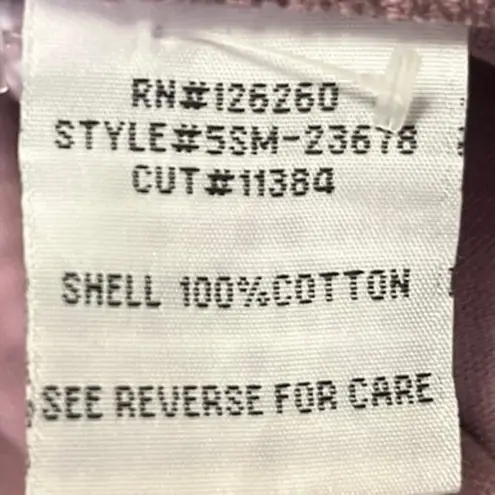 RN#126260
STYLE#5SM-23678
CUT#11384
SHELL 100%COTTON
SEE REVERSE FOR CARE